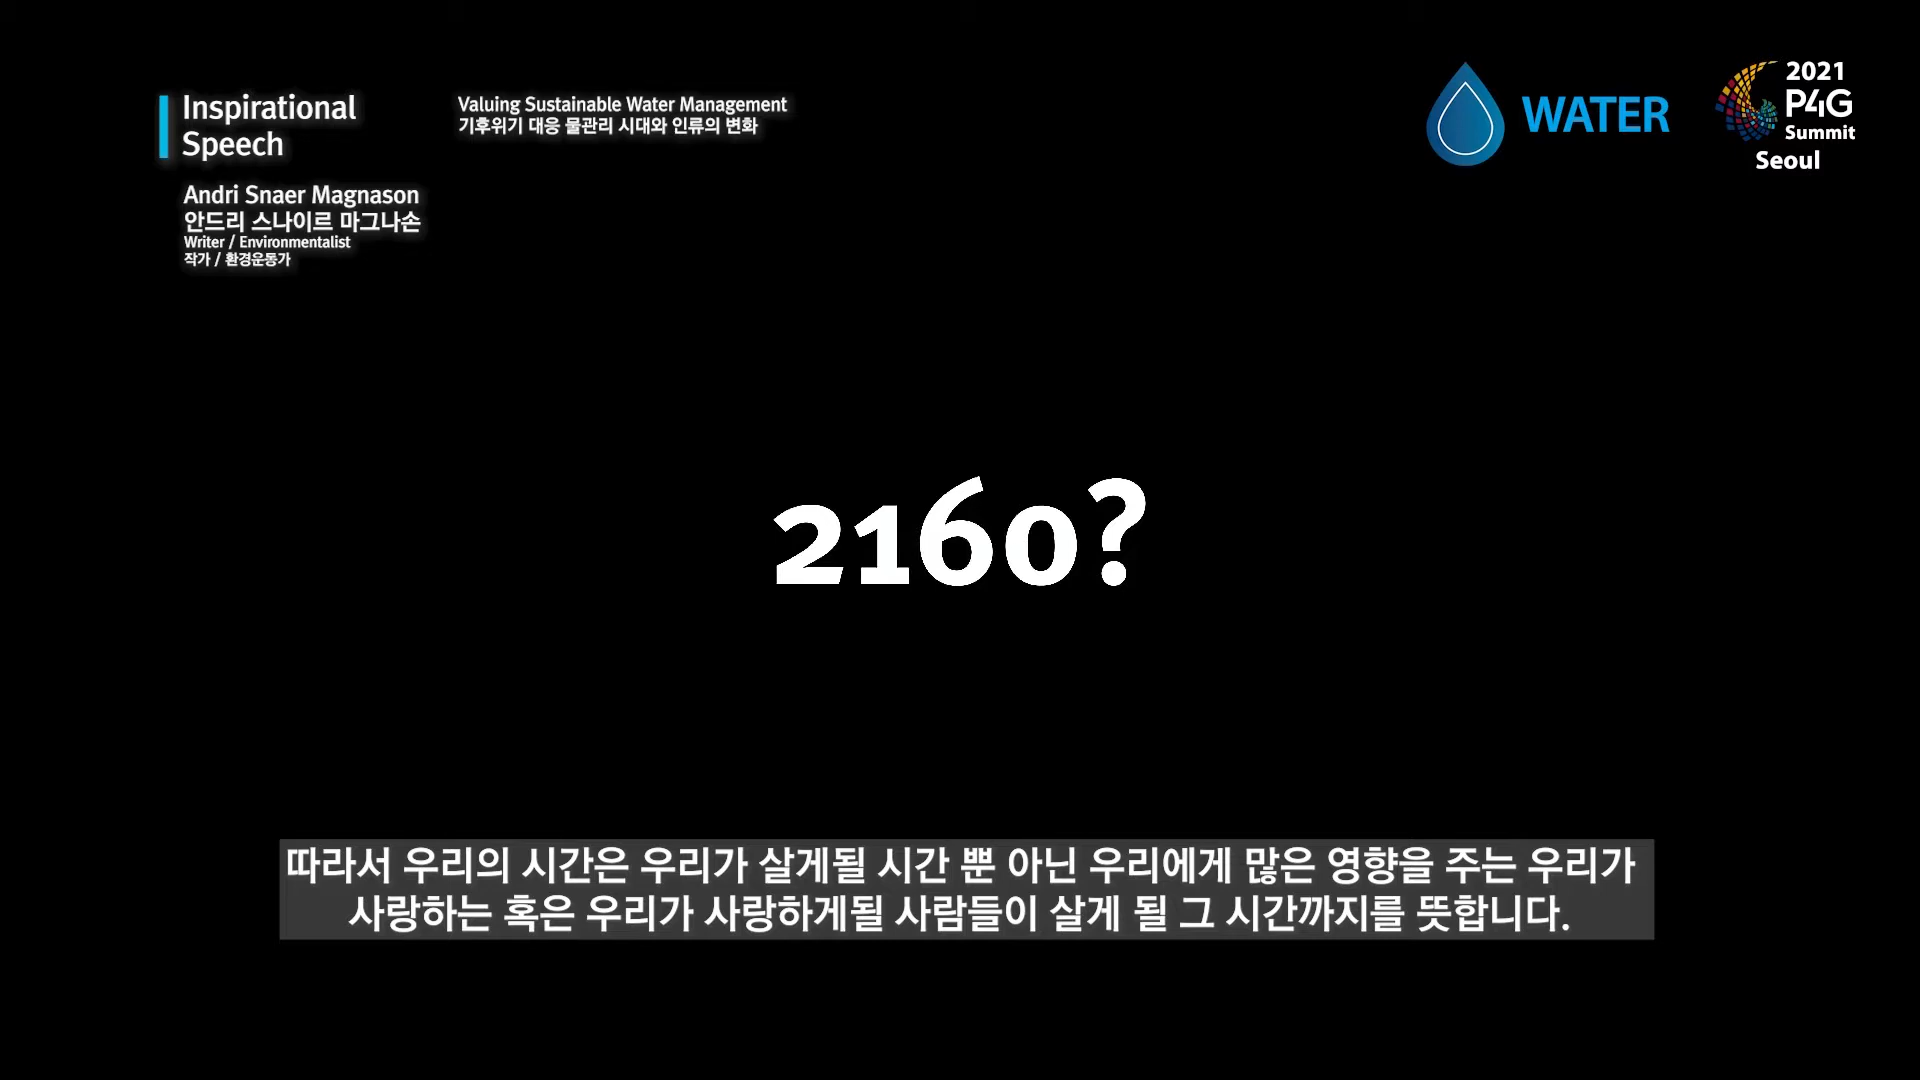 Inspirational
Speech
Andri Snaer Magnason
안드리 스나이르 마그나손
Writer / Environmentalist
작가 / 환경운동가
Valuing Sustainable Water Management
기후위기 대응 물관리 시대와 인류의 변화
WATER
2021
P4G
Summit
Seoul
2160?
따라서 우리의 시간은 우리가 살게될 시간 뿐 아닌 우리에게 많은 영향을 주는 우리가
사랑하는 혹은 우리가 사랑하게될 사람들이 살게 될 그 시간까지를 뜻합니다.